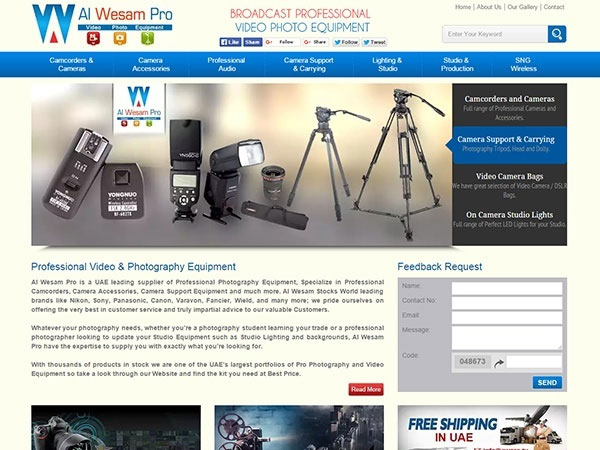 Al Wesam Pro
Video Photo Equipment
BROADCAST PROFESSIONAL
VIDEO PHOTO EQUIPMENT
Like Share Follow Share
Home | About Us | Our Gallery | Contact
Enter Your Keyword
Camcorders & Cameras
Camera Accessories
Professional Audio
Camera Support & Carrying
Lighting & Studio
Studio & Production
SNG Wireless
Al Wesam Pro
YONGNUO
Camcorders and Cameras
Full range of Professional Cameras and Accessories.
Camera Support & Carrying
Photography Tripod, Head and Dolly.
Video Camera Bags
We have great selection of Video Camera / DSLR Bags.
On Camera Studio Lights
Full range of Perfect LED Lights for your Studio.
Professional Video & Photography Equipment
Al Wesam Pro is a UAE leading supplier of Professional Photography Equipment, Specialize in Professional
Camcorders, Camera Accessories, Camera Support Equipment and much more. Al Wesam Stocks World leading
brands like Nikon, Sony, Panasonic, Canon, Varavon, Fancier, Wield, and many more; we pride ourselves on
offering the very best in customer service and truly impartial advice to our valuable Customers.
Whatever your photography needs, whether you're a photography student learning your trade or a professional
photographer looking to update your Studio Equipment such as Studio Lighting and backgrounds, Al Wesam
Pro have the expertise to supply you with exactly what you're looking for.
With thousands of products in stock we are one of the UAE's largest portfolios of Pro Photography and Video
Equipment so take a look through our Website and find the kit you need at Best Price.
Read More
Feedback Request
Name:
Contact No:
Email:
Message:
Code:
048673
SEND
FREE SHIPPING
IN UAE